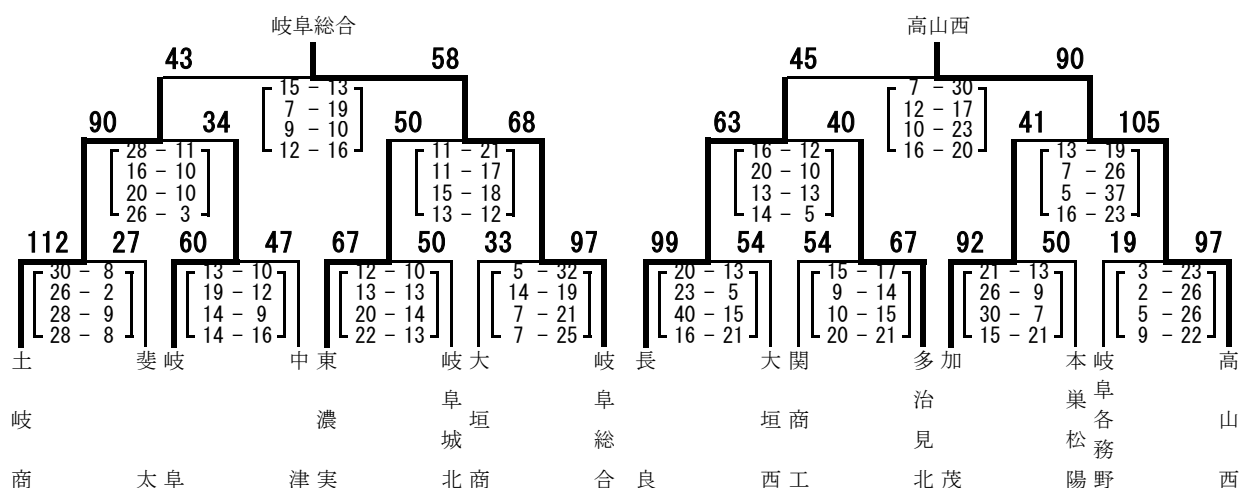 岐阜総合 高山西
43 58 45 90
15 - 13 7 - 30
7 - 19 12 - 17
9 - 10 10 - 23
12 - 16 16 - 20
90 34 50 68 63 40 41 105
28 - 11 11 - 21 16 - 12 13 - 19
16 - 10 11 - 17 20 - 10 7 - 26
20 - 10 15 - 18 13 - 13 5 - 37
26 - 3 13 - 12 14 - 5 16 - 23
112 27 60 47 67 50 33 97 99 54 54 67 92 50 19 97
30 - 8 13 - 10 12 - 10 5 - 32 20 - 13 15 - 17 21 - 13 3 - 23
26 - 2 19 - 12 13 - 13 14 - 19 23 - 5 9 - 14 26 - 9 2 - 26
28 - 9 14 - 9 20 - 14 7 - 21 40 - 15 10 - 15 30 - 7 5 - 26
28 - 8 14 - 16 22 - 13 7 - 25 16 - 21 20 - 21 15 - 21 9 - 22
土岐商
斐太
岐阜
中津
東濃実
岐阜城北
大垣商
岐阜総合
長良
大垣西
関商工
多治見北
加茂
本巣松陽
岐阜各務野
高山西